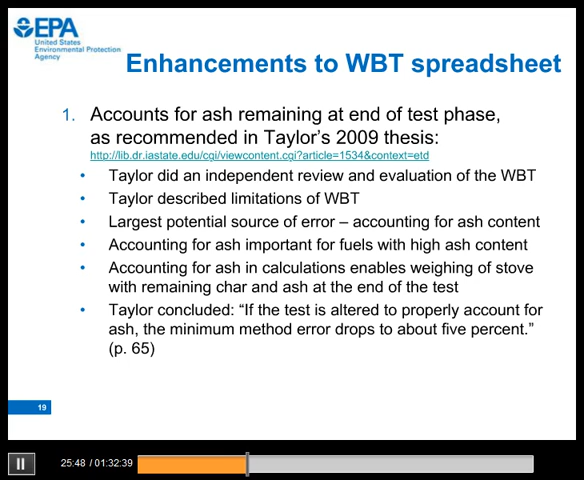 EPA
United States
Environmental Protection
Agency
Enhancements to WBT spreadsheet
1. Accounts for ash remaining at end of test phase,
as recommended in Taylor's 2009 thesis:
http://lib.dr.iastate.edu/cgi/viewcontent.cgi?article=1534&context=etd
• Taylor did an independent review and evaluation of the WBT
• Taylor described limitations of WBT
• Largest potential source of error – accounting for ash content
• Accounting for ash important for fuels with high ash content
• Accounting for ash in calculations enables weighing of stove
with remaining char and ash at the end of the test
• Taylor concluded: “If the test is altered to properly account for
ash, the minimum method error drops to about five percent.”
(p. 65)
19
25:48 / 01:32:39